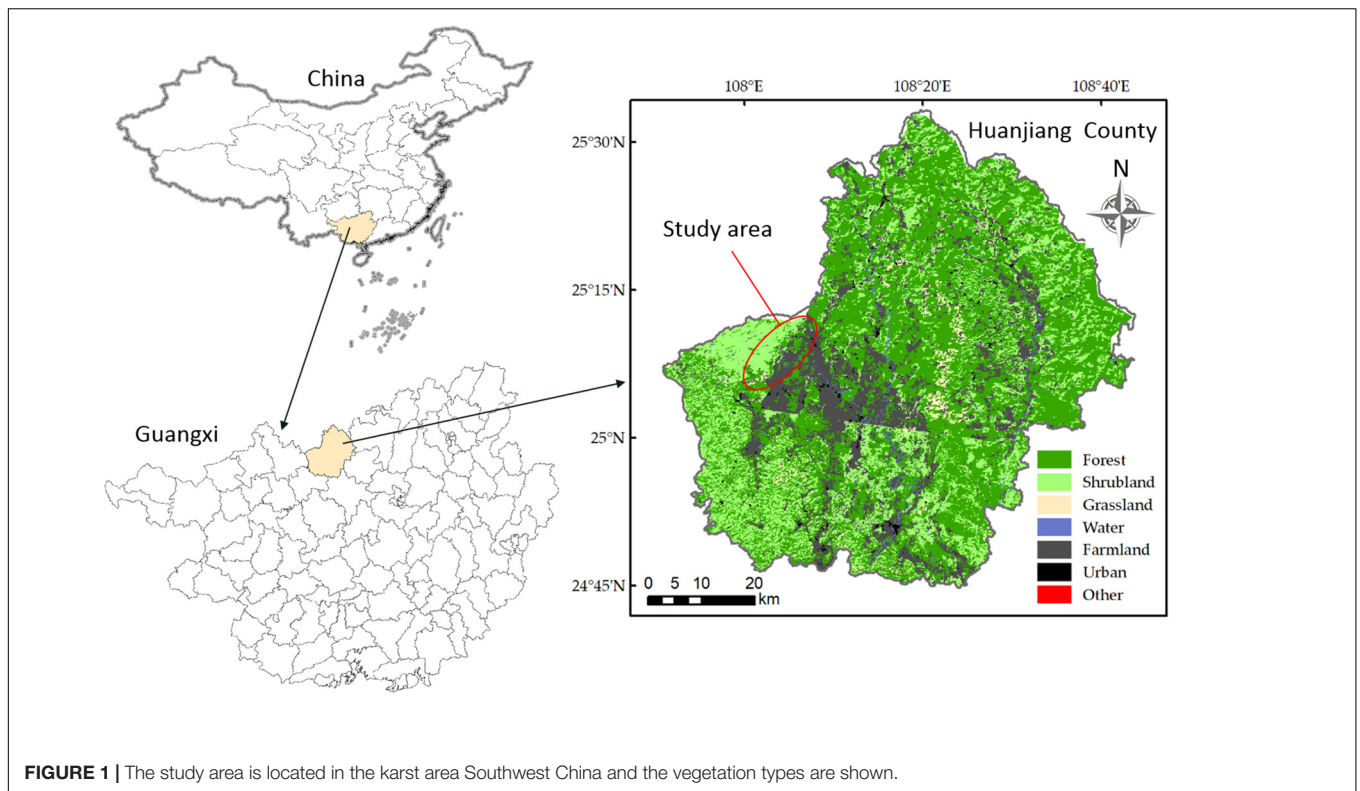 China
Guangxi
108°E
108°20'E
108°40'E
Huanjiang County
N
25°30'N
25°15'N
25°N
24°45'N
Study area
Forest
Shrubland
Grassland
Water
Farmland
Urban
Other
0 5 10 20
km
FIGURE 1 | The study area is located in the karst area Southwest China and the vegetation types are shown.